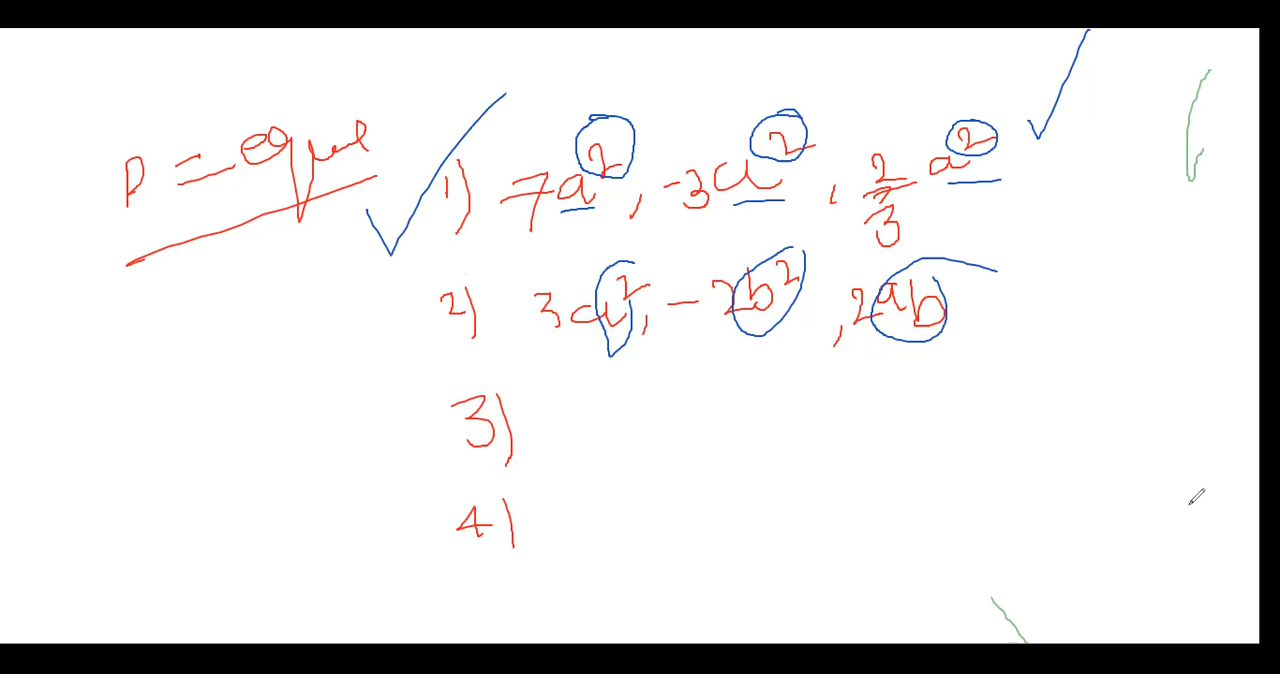 P = equal
1) 7a², -3a², 2/3 a²
2) 3a², - 2b², 2ab
3)
4)